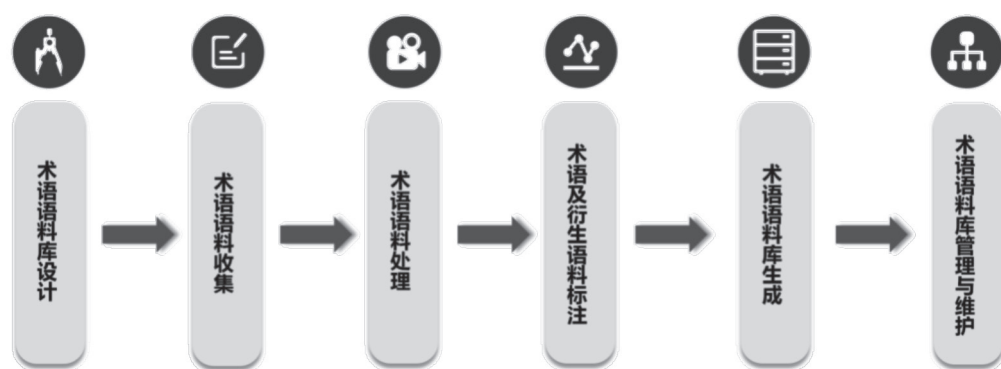 术语语料库设计
术语语料收集
术语语料处理
术语及衍生语料标注
术语语料库生成
术语语料库管理与维护